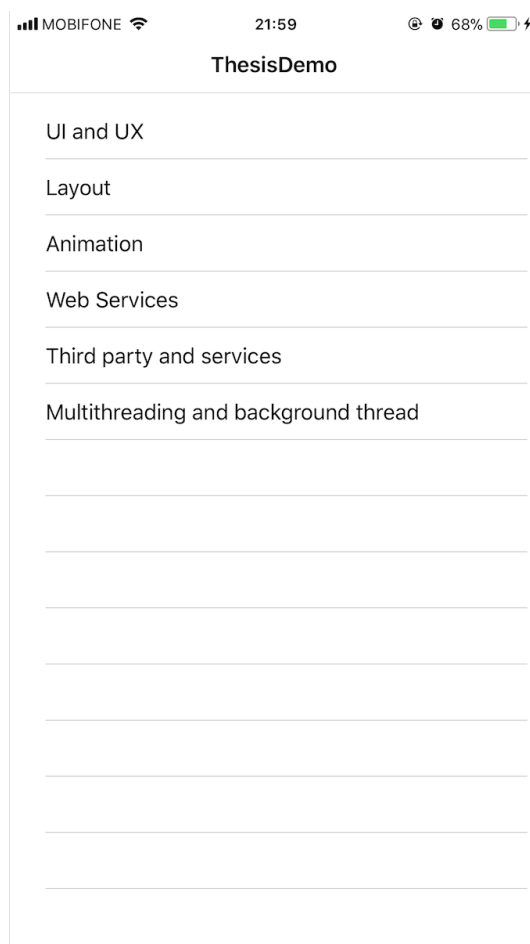 MOBIFONE 21:59 68%
ThesisDemo
UI and UX
Layout
Animation
Web Services
Third party and services
Multithreading and background thread